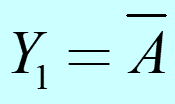 Y₁ = A̅